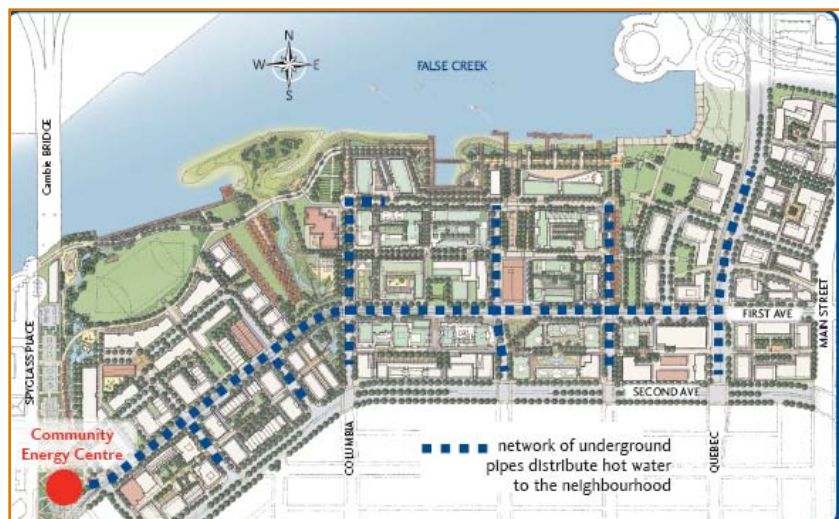 N
W E
S
FALSE CREEK
Cambie BRIDGE
SPYGLASS PLACE
FIRST AVE
MAIN STREET
SECOND AVE
Community
Energy Centre
COLUMBIA
QUEBEC
network of underground
pipes distribute hot water
to the neighbourhood